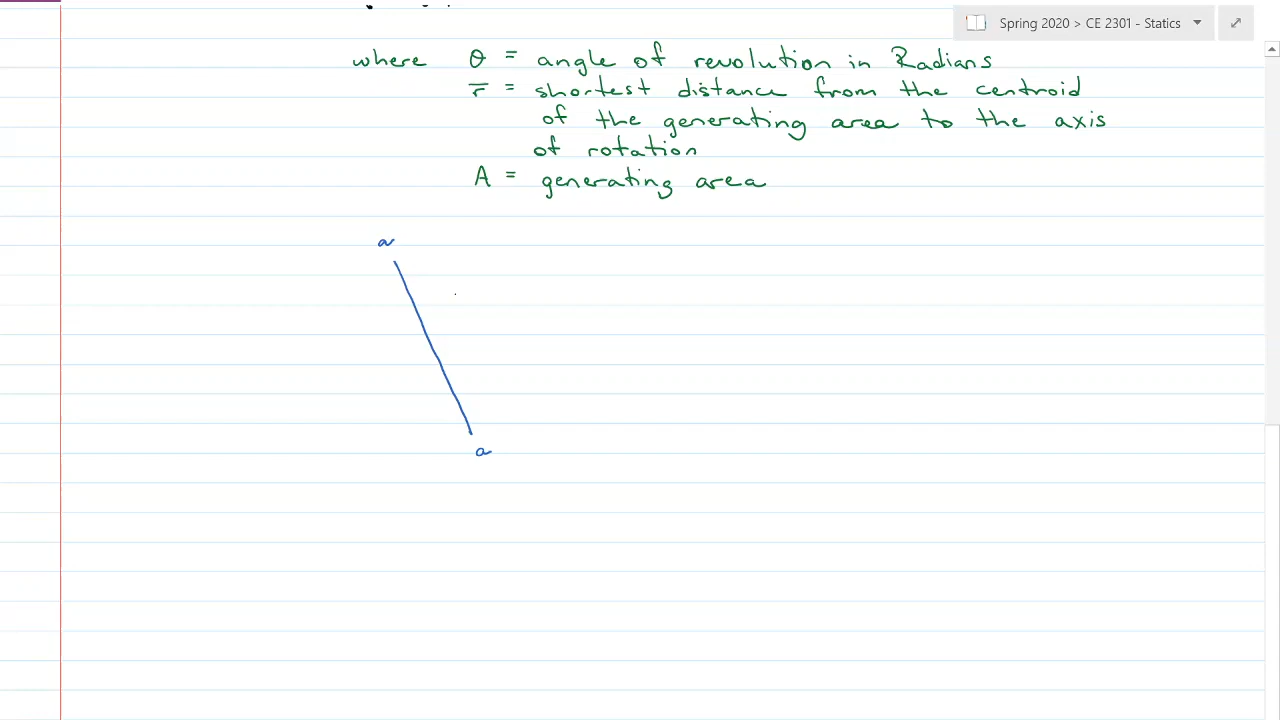 Spring 2020 > CE 2301 - Statics
where θ = angle of revolution in Radians
r̅ = shortest distance from the centroid
of the generating area to the axis
of rotation
A = generating area
a
a